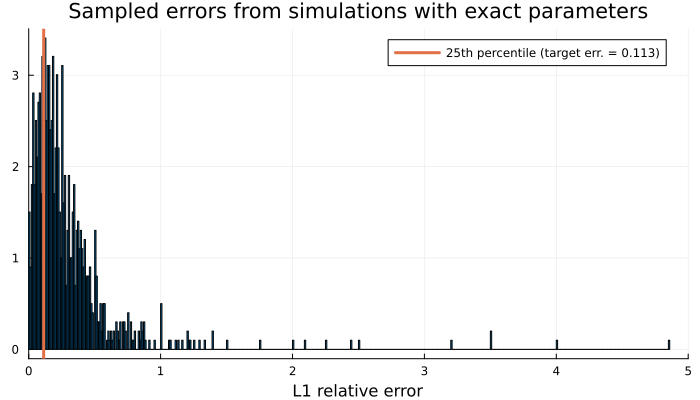 Sampled errors from simulations with exact parameters
25th percentile (target err. = 0.113)
3
2
1
0
0 1 2 3 4 5
L1 relative error